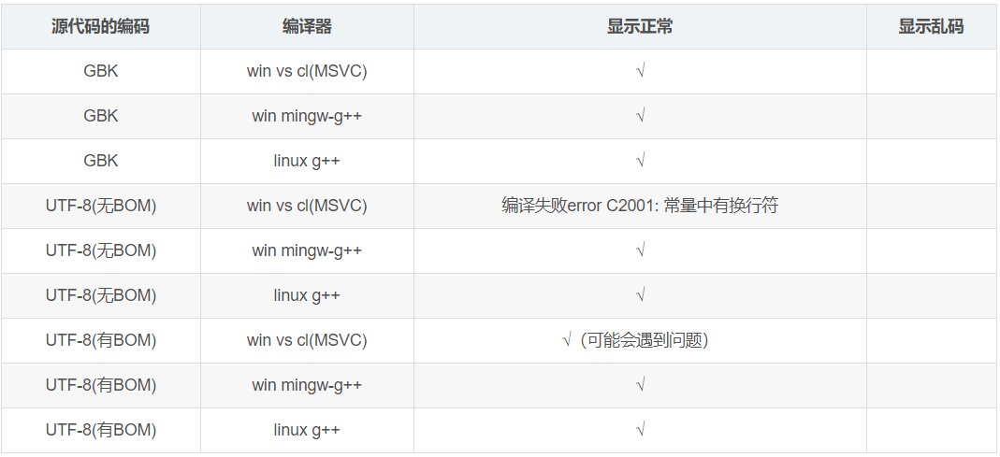 源代码的编码 编译器 显示正常 显示乱码
GBK win vs cl(MSVC) √
GBK win mingw-g++ √
GBK linux g++ √
UTF-8(无BOM) win vs cl(MSVC) 编译失败error C2001: 常量中有换行符
UTF-8(无BOM) win mingw-g++ √
UTF-8(无BOM) linux g++ √
UTF-8(有BOM) win vs cl(MSVC) √（可能会遇到问题）
UTF-8(有BOM) win mingw-g++ √
UTF-8(有BOM) linux g++ √